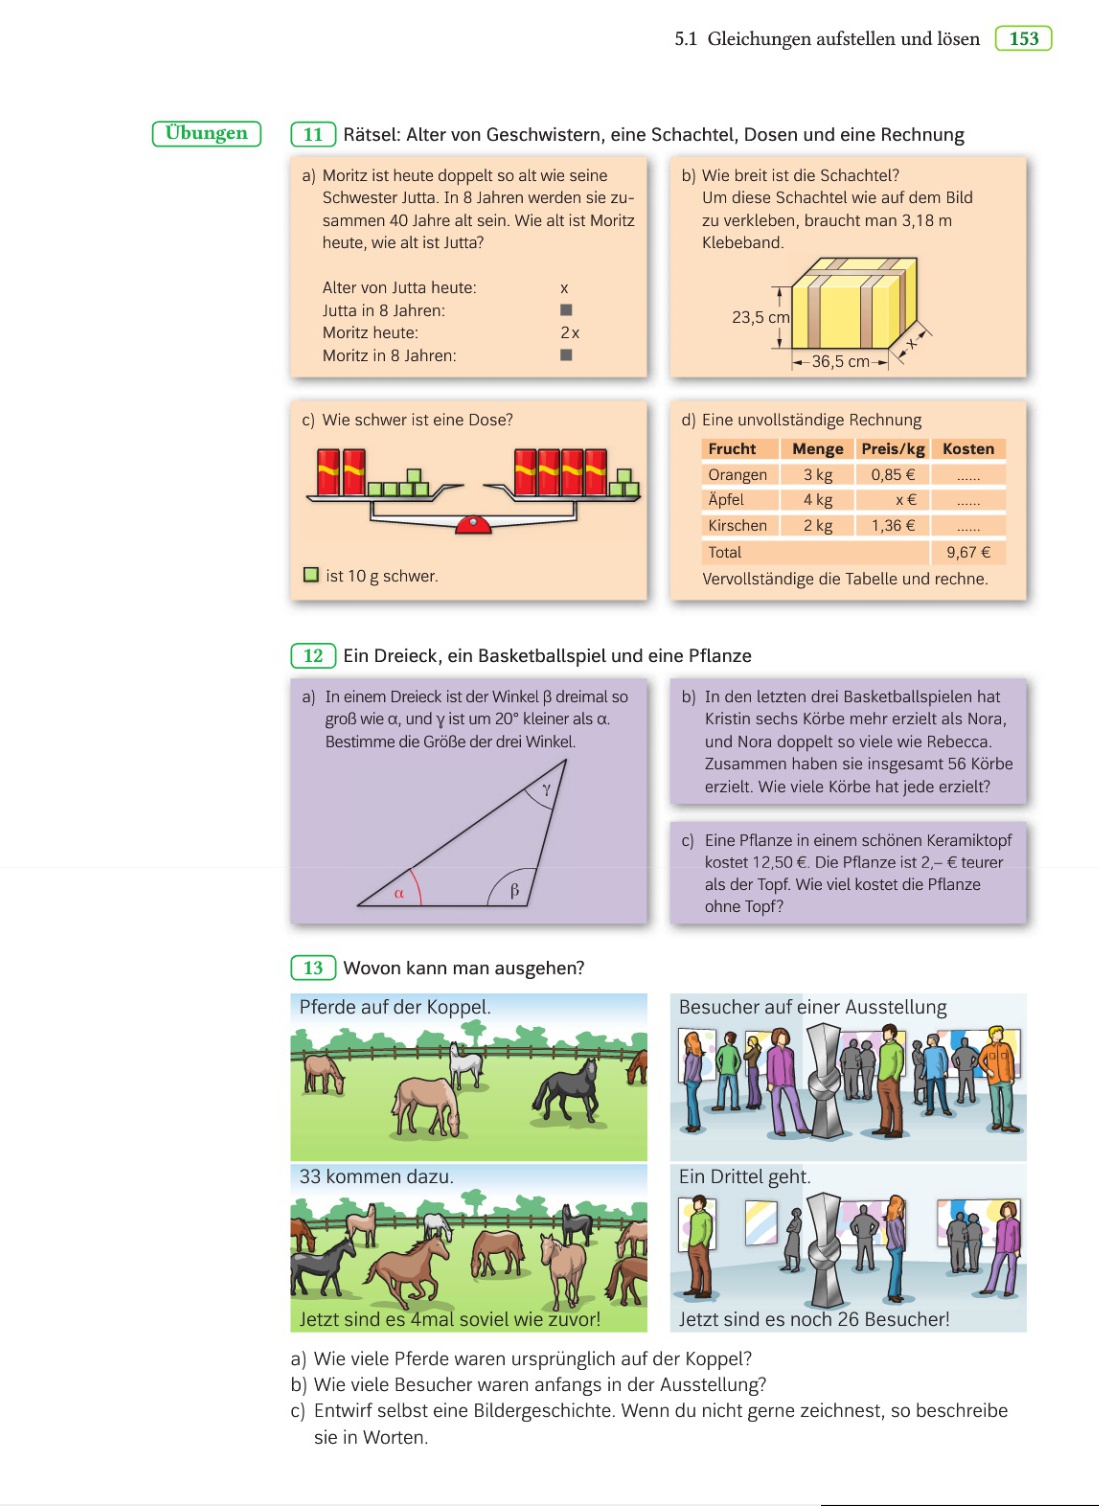 5.1 Gleichungen aufstellen und lösen 153
Übungen
11 Rätsel: Alter von Geschwistern, eine Schachtel, Dosen und eine Rechnung
a) Moritz ist heute doppelt so alt wie seine
Schwester Jutta. In 8 Jahren werden sie zu-
sammen 40 Jahre alt sein. Wie alt ist Moritz
heute, wie alt ist Jutta?
Alter von Jutta heute: x
Jutta in 8 Jahren: ■
Moritz heute: 2x
Moritz in 8 Jahren: ■
b) Wie breit ist die Schachtel?
Um diese Schachtel wie auf dem Bild
zu verkleben, braucht man 3,18 m
Klebeband.
23,5 cm
x
36,5 cm
c) Wie schwer ist eine Dose?
ist 10 g schwer.
d) Eine unvollständige Rechnung
Frucht Menge Preis/kg Kosten
Orangen 3 kg 0,85 € ......
Äpfel 4 kg x € ......
Kirschen 2 kg 1,36 € ......
Total 9,67 €
Vervollständige die Tabelle und rechne.
12 Ein Dreieck, ein Basketballspiel und eine Pflanze
a) In einem Dreieck ist der Winkel β dreimal so
groß wie α, und γ ist um 20° kleiner als α.
Bestimme die Größe der drei Winkel.
γ
α
β
b) In den letzten drei Basketballspielen hat
Kristin sechs Körbe mehr erzielt als Nora,
und Nora doppelt so viele wie Rebecca.
Zusammen haben sie insgesamt 56 Körbe
erzielt. Wie viele Körbe hat jede erzielt?
c) Eine Pflanze in einem schönen Keramiktopf
kostet 12,50 €. Die Pflanze ist 2,– € teurer
als der Topf. Wie viel kostet die Pflanze
ohne Topf?
13 Wovon kann man ausgehen?
Pferde auf der Koppel.
33 kommen dazu.
Jetzt sind es 4mal soviel wie zuvor!
Besucher auf einer Ausstellung
Ein Drittel geht.
Jetzt sind es noch 26 Besucher!
a) Wie viele Pferde waren ursprünglich auf der Koppel?
b) Wie viele Besucher waren anfangs in der Ausstellung?
c) Entwirf selbst eine Bildergeschichte. Wenn du nicht gerne zeichnest, so beschreibe
sie in Worten.